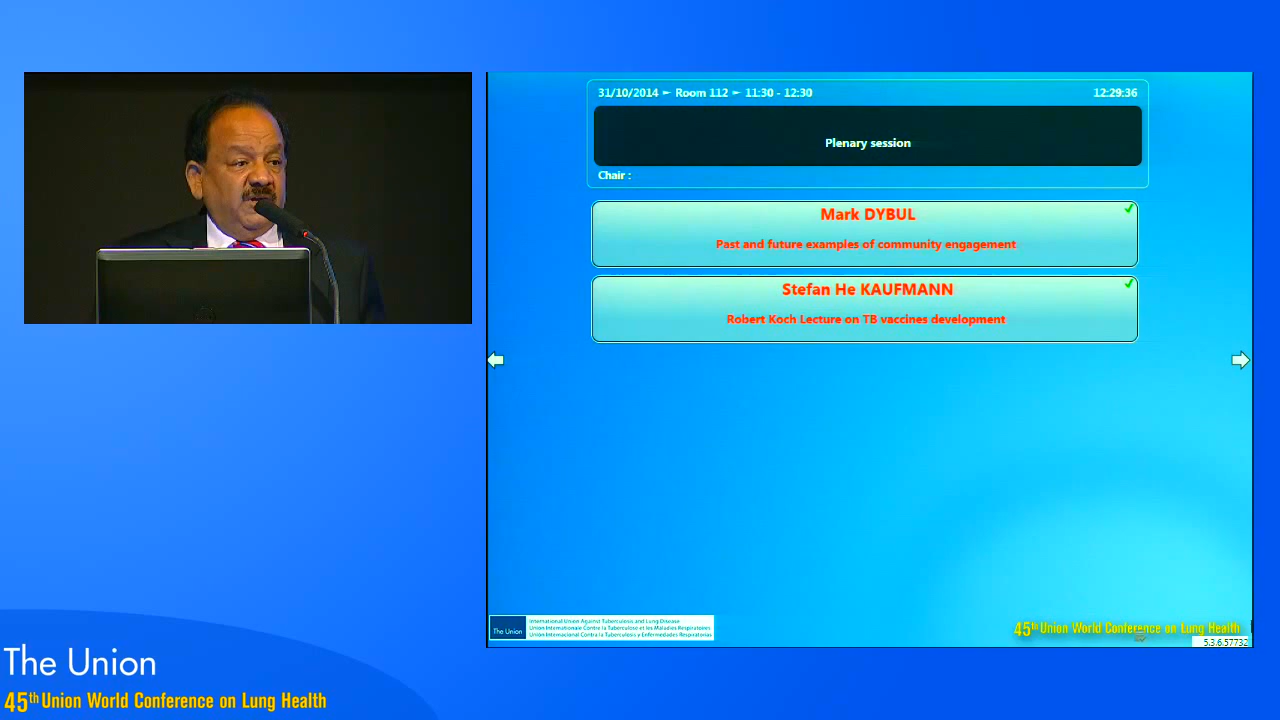 31/10/2014 ► Room 112 ► 11:30 - 12:30
12:29:36
Plenary session
Chair :
Mark DYBUL
Past and future examples of community engagement
Stefan He KAUFMANN
Robert Koch Lecture on TB vaccines development
The Union
International Union Against Tuberculosis and Lung Disease
Union Internationale Contre la Tuberculose et les Maladies Respiratoires
Unión Internacional Contra la Tuberculosis y Enfermedades Respiratorias
45th Union World Conference on Lung Health
5.3.6.57732
The Union
45th Union World Conference on Lung Health